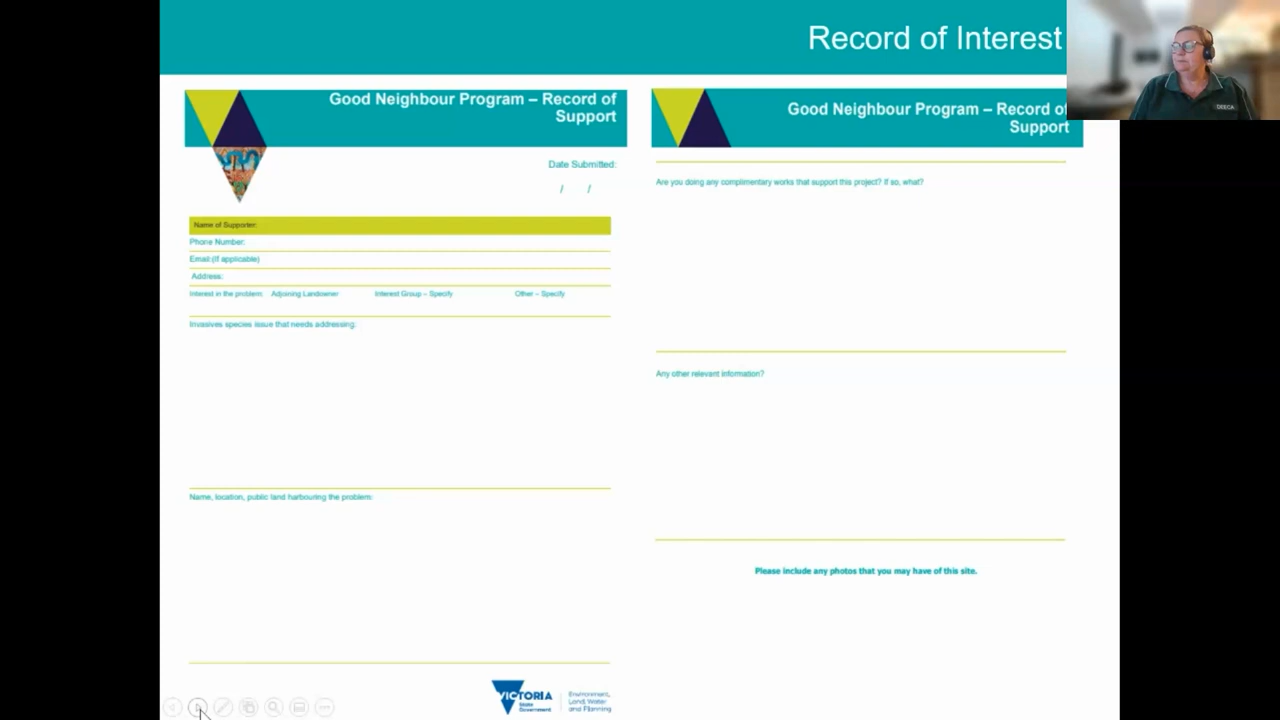 Record of Interest
Good Neighbour Program – Record of
Support
Date Submitted:
/ /
Name of Supporter:
Phone Number:
Email:(If applicable)
Address:
Interest in the problem: Adjoining Landowner Interest Group – Specify Other – Specify
Invasives species issue that needs addressing:
Name, location, public land harbouring the problem:
VICTORIA
State
Government
Environment,
Land, Water
and Planning
Good Neighbour Program – Record of
Support
Are you doing any complimentary works that support this project? If so, what?
Any other relevant information?
Please include any photos that you may have of this site.
DEECA